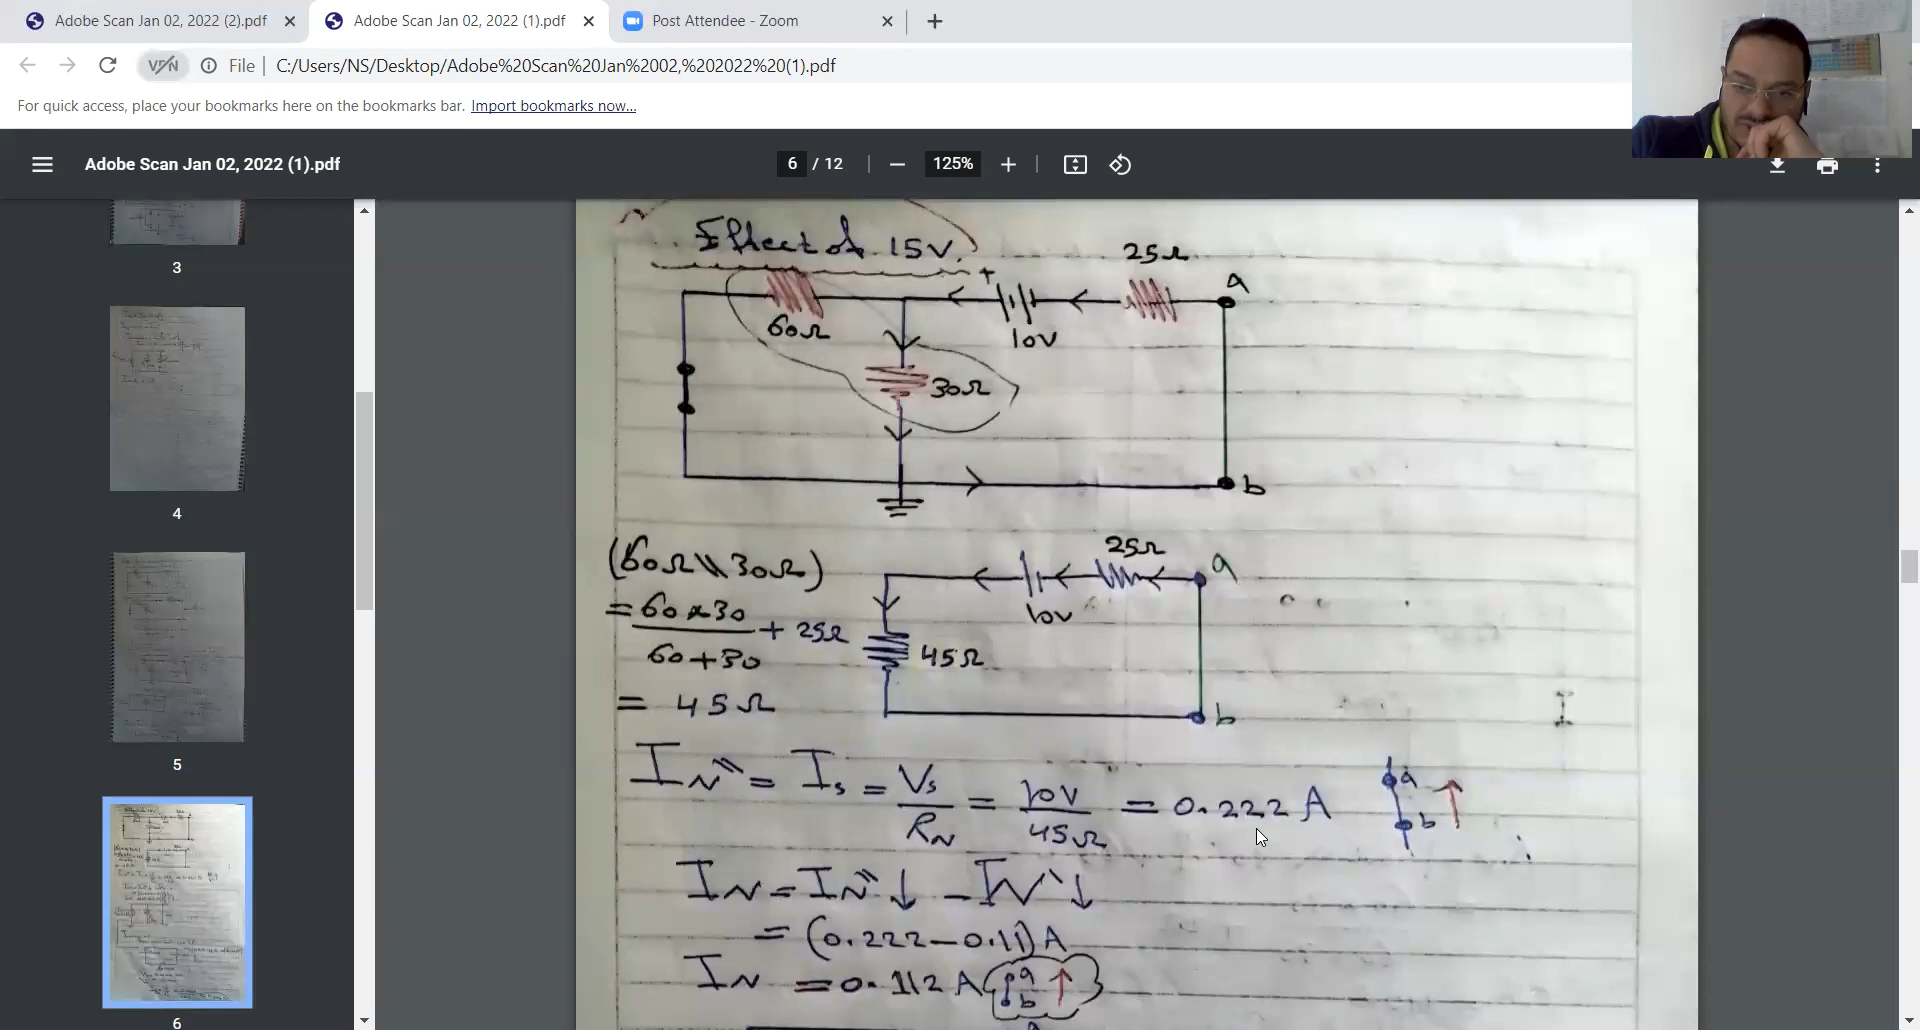 Adobe Scan Jan 02, 2022 (2).pdf
Adobe Scan Jan 02, 2022 (1).pdf
Post Attendee - Zoom
VPN
File
C:/Users/NS/Desktop/Adobe%20Scan%20Jan%2002,%202022%20(1).pdf
For quick access, place your bookmarks here on the bookmarks bar. Import bookmarks now...
Adobe Scan Jan 02, 2022 (1).pdf
6 / 12
125%
3
4
5
6
Effect of 15V.
25Ω
a
+
60Ω
10V
30Ω
b
(60Ω \\ 30Ω)
25Ω
a
= 60 x 30
60 + 30
+ 25Ω
10V
45Ω
= 45Ω
b
IN'' = Is = Vs / RN = 10V / 45Ω = 0.222 A
a
b
IN = IN'' ↓ - IN' ↓
= (0.222 - 0.11) A
IN = 0.112 A
a
b